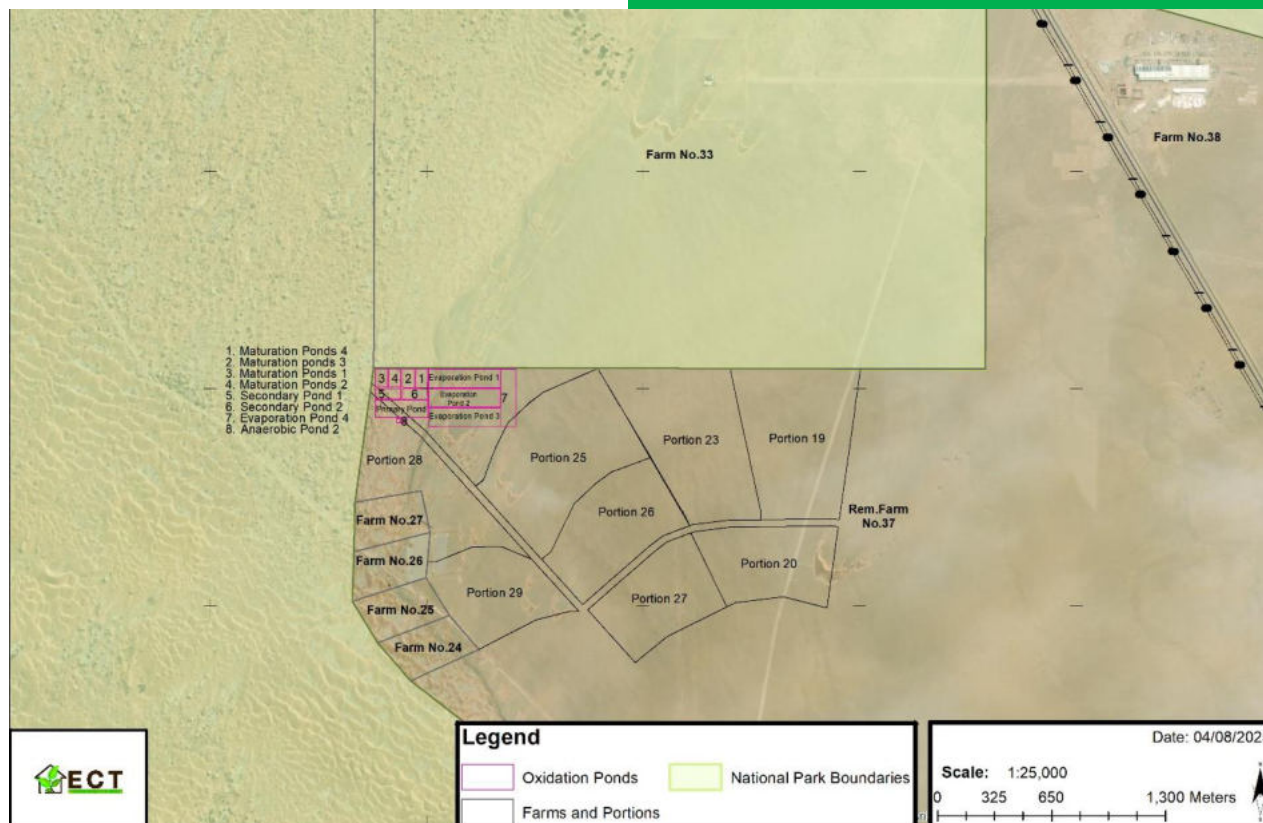 Farm No.33
Farm No.38
1. Maturation Ponds 4
2. Maturation ponds 3
3. Maturation Ponds 1
4. Maturation Ponds 2
5. Secondary Pond 1
6. Secondary Pond 2
7. Evaporation Pond 4
8. Anaerobic Pond 2
3 4 2 1 Evaporation Pond 1
5 6 Evaporation
Pond 2 7
Primary Pond Evaporation Pond 3
8
Portion 28
Portion 25
Portion 23
Portion 19
Farm No.27
Portion 26
Rem.Farm
No.37
Farm No.26
Portion 29
Portion 20
Farm No.25
Portion 27
Farm No.24
ECT
Legend
Oxidation Ponds
National Park Boundaries
Farms and Portions
Date: 04/08/202
Scale: 1:25,000
0 325 650 1,300 Meters